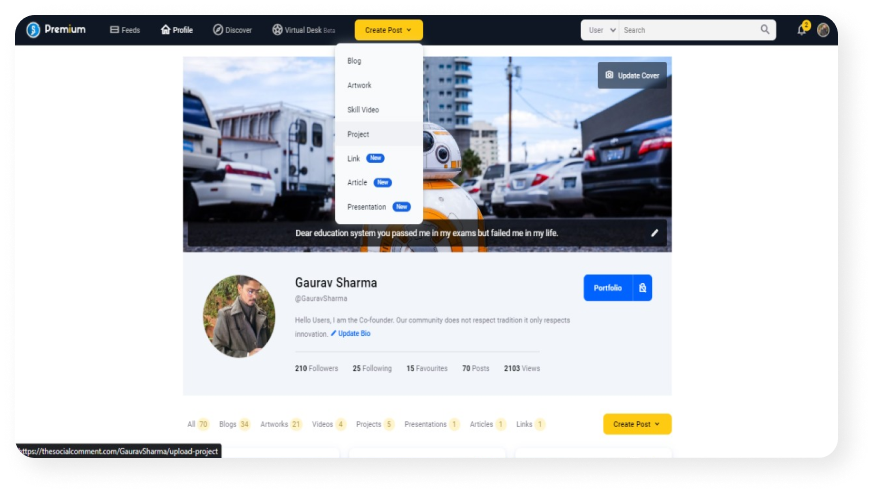 Premium
Feeds
Profile
Discover
Virtual Desk Beta
Create Post
User
Search
2
Blog
Artwork
Skill Video
Project
Link New
Article New
Presentation New
Update Cover
Dear education system you passed me in my exams but failed me in my life.
Gaurav Sharma
@GauravSharma
Portfolio
Hello Users, I am the Co-founder. Our community does not respect tradition it only respects
innovation. Update Bio
210 Followers 25 Following 15 Favourites 70 Posts 2103 Views
All 70 Blogs 34 Artworks 21 Videos 4 Projects 5 Presentations 1 Articles 1 Links 1
Create Post
https://thesocialcomment.com/GauravSharma/upload-project